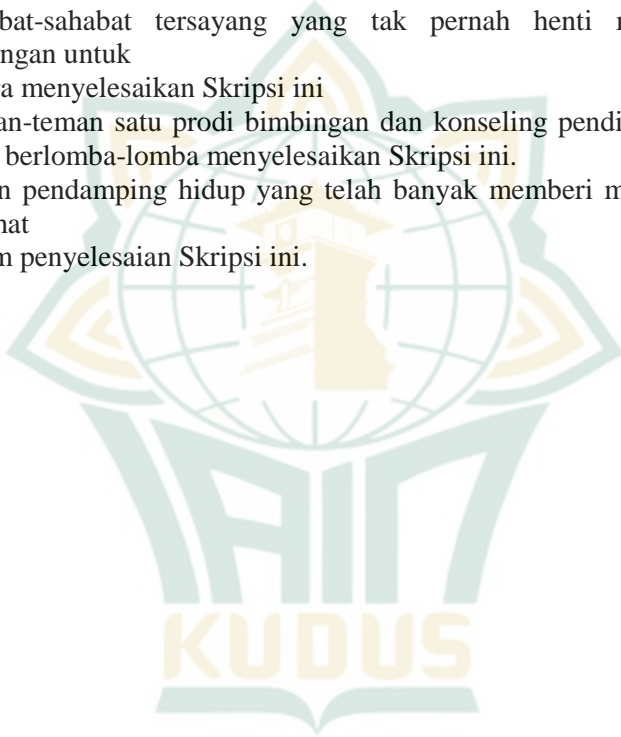 bat-sahabat tersayang yang tak pernah henti
ngan untuk
a menyelesaikan Skripsi ini
an-teman satu prodi bimbingan dan konseling pendi
berlomba-lomba menyelesaikan Skripsi ini.
n pendamping hidup yang telah banyak memberi m
nat
m penyelesaian Skripsi ini.
IAIN
KUDUS